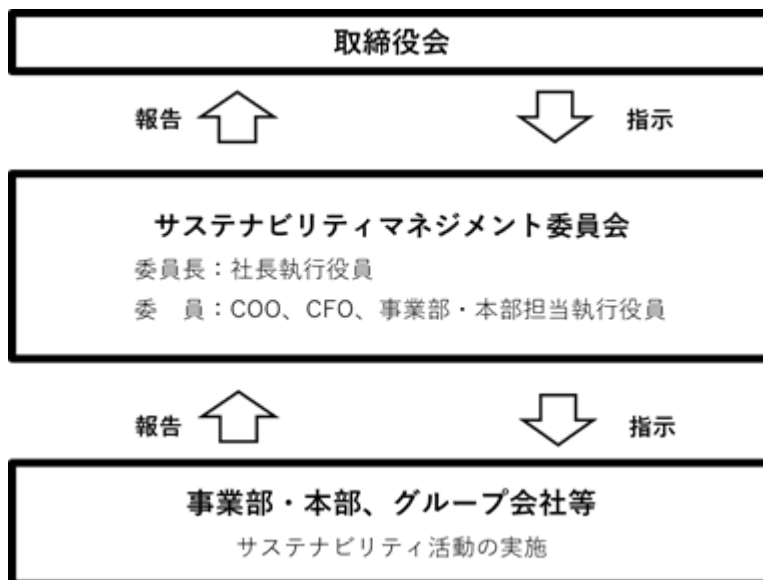 取締役会
報告 指示
サステナビリティマネジメント委員会
委員長：社長執行役員
委　員：COO、CFO、事業部・本部担当執行役員
報告 指示
事業部・本部、グループ会社等
サステナビリティ活動の実施